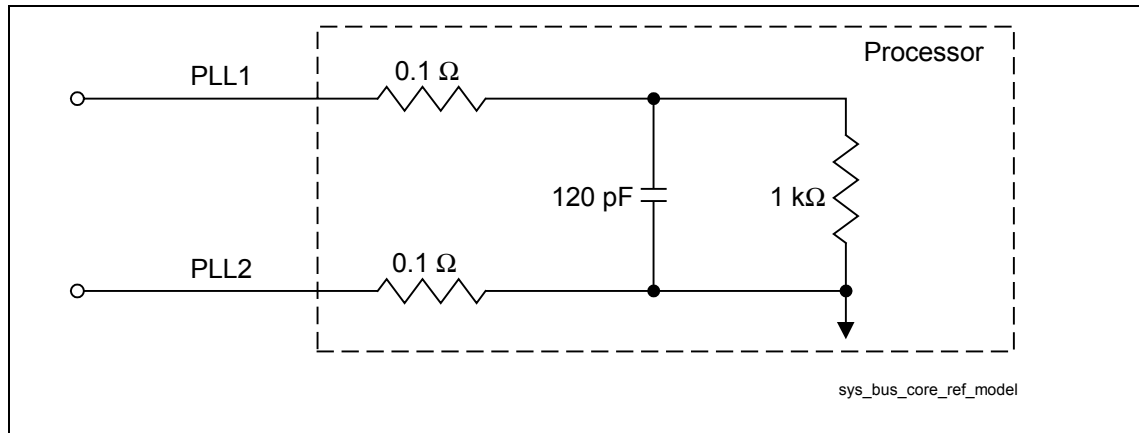 Processor
PLL1
0.1 Ω
120 pF
1 kΩ
PLL2
0.1 Ω
sys_bus_core_ref_model